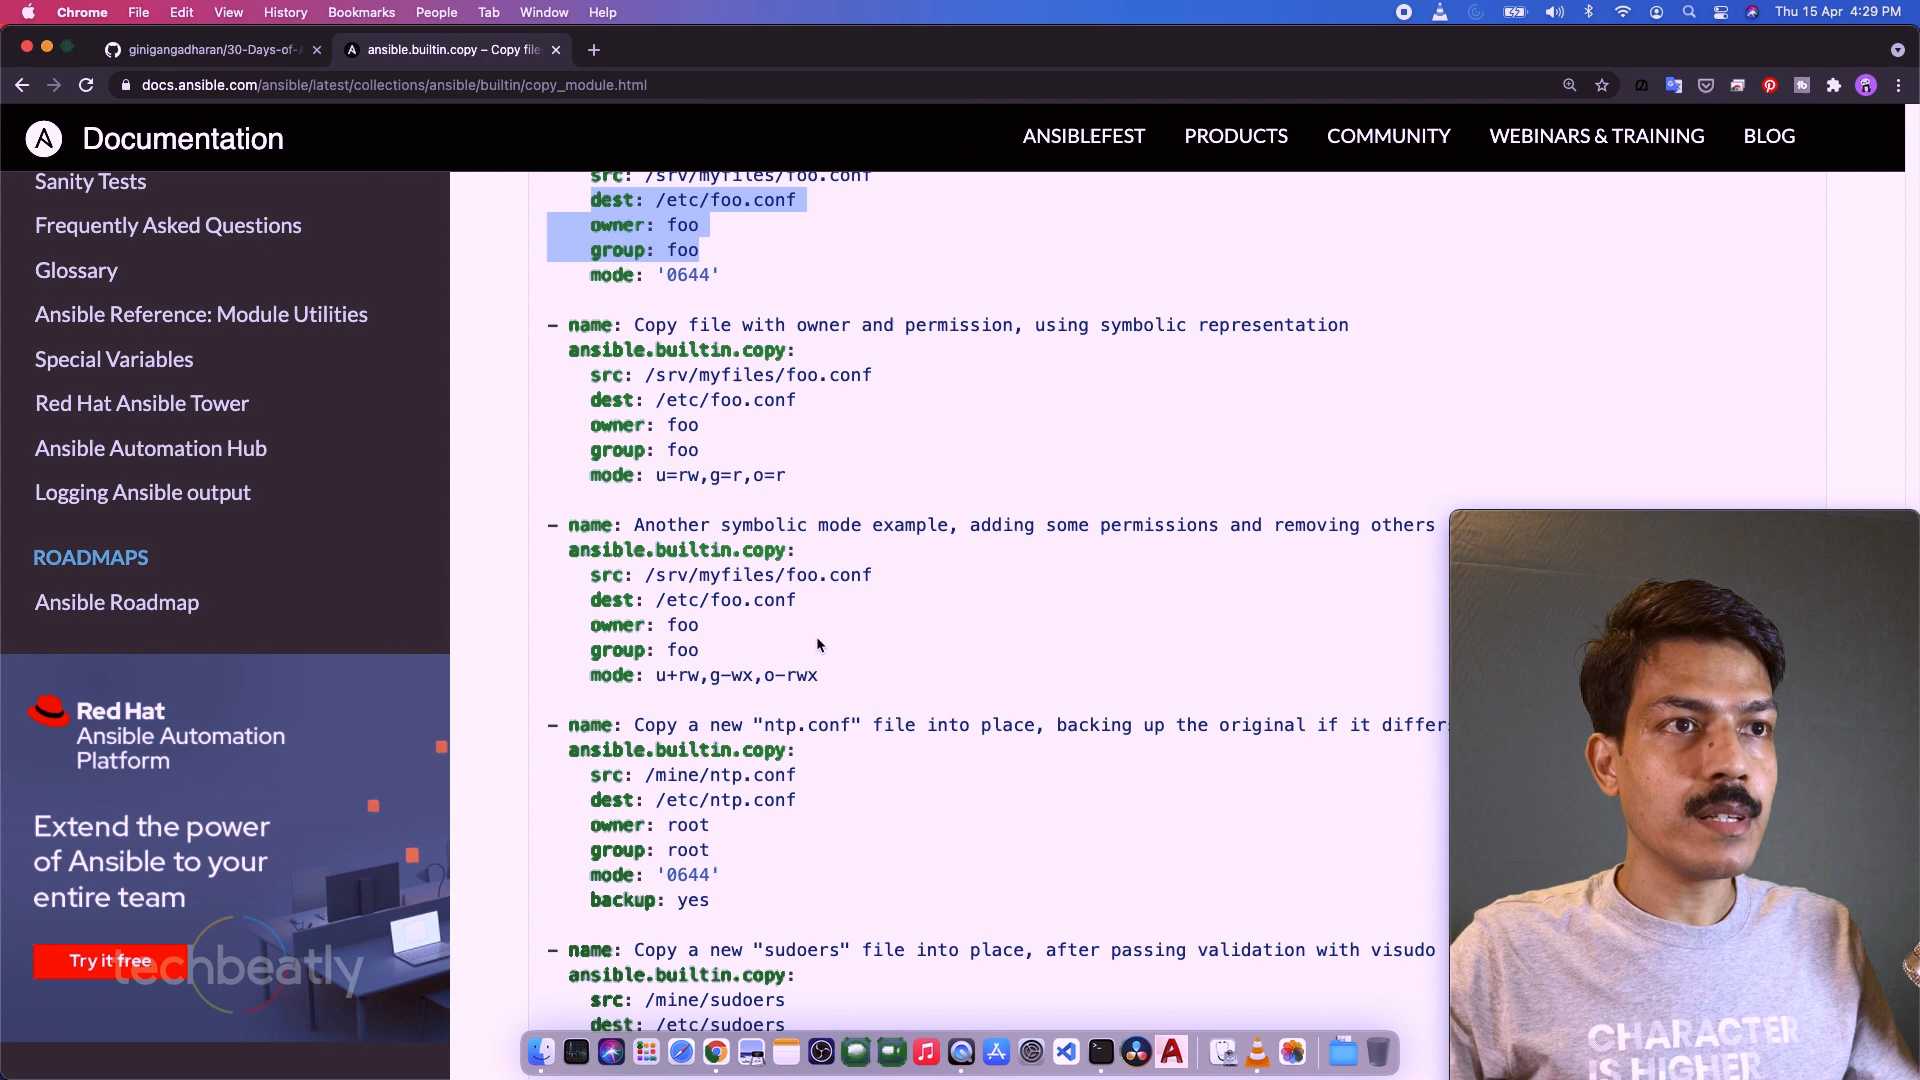 Chrome File Edit View History Bookmarks People Tab Window Help Thu 15 Apr 4:29 PM
ginigangadharan/30-Days-of-A ansible.builtin.copy – Copy file
docs.ansible.com/ansible/latest/collections/ansible/builtin/copy_module.html
Documentation ANSIBLEFEST PRODUCTS COMMUNITY WEBINARS & TRAINING BLOG
Sanity Tests
Frequently Asked Questions
Glossary
Ansible Reference: Module Utilities
Special Variables
Red Hat Ansible Tower
Ansible Automation Hub
Logging Ansible output
ROADMAPS
Ansible Roadmap
Red Hat
Ansible Automation
Platform
Extend the power
of Ansible to your
entire team
Try it free
techbeatly
src: /srv/myfiles/foo.conf
dest: /etc/foo.conf
owner: foo
group: foo
mode: '0644'
- name: Copy file with owner and permission, using symbolic representation
ansible.builtin.copy:
src: /srv/myfiles/foo.conf
dest: /etc/foo.conf
owner: foo
group: foo
mode: u=rw,g=r,o=r
- name: Another symbolic mode example, adding some permissions and removing others
ansible.builtin.copy:
src: /srv/myfiles/foo.conf
dest: /etc/foo.conf
owner: foo
group: foo
mode: u+rw,g-wx,o-rwx
- name: Copy a new "ntp.conf" file into place, backing up the original if it differs
ansible.builtin.copy:
src: /mine/ntp.conf
dest: /etc/ntp.conf
owner: root
group: root
mode: '0644'
backup: yes
- name: Copy a new "sudoers" file into place, after passing validation with visudo
ansible.builtin.copy:
src: /mine/sudoers
dest: /etc/sudoers
CHARACTER
IS HIGHER